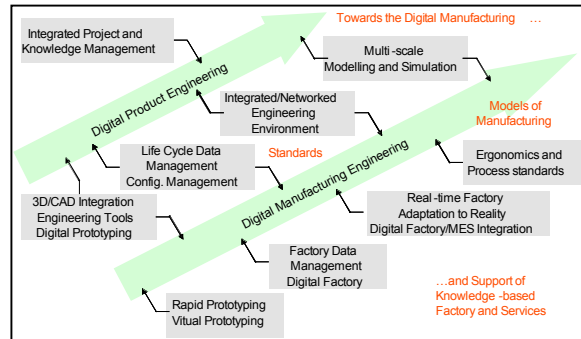 Towards the Digital Manufacturing ...
Integrated Project and
Knowledge Management
Multi -scale
Modelling and Simulation
Digital Product Engineering
Integrated/Networked
Engineering
Environment
Models of
Manufacturing
Life Cycle Data
Management
Config. Management
Standards
Ergonomics and
Process standards
Digital Manufacturing Engineering
3D/CAD Integration
Engineering Tools
Digital Prototyping
Real -time Factory
Adaptation to Reality
Digital Factory/MES Integration
Factory Data
Management
Digital Factory
...and Support of
Knowledge -based
Factory and Services
Rapid Prototyping
Vitual Prototyping